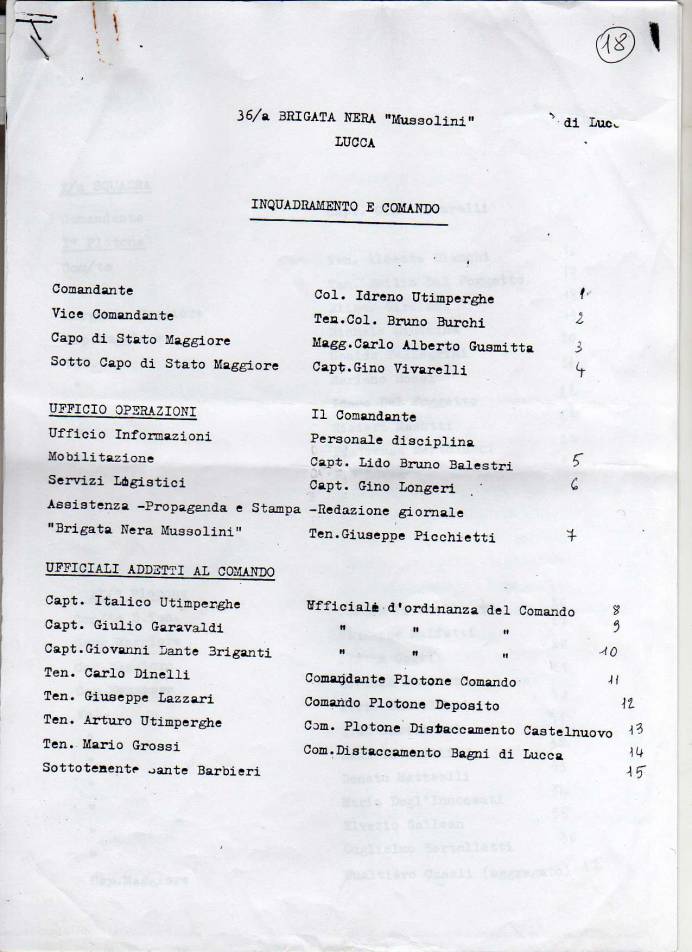 18
36/a BRIGATA NERA "Mussolini" di Luc
LUCCA
INQUADRAMENTO E COMANDO
Comandante Col. Idreno Utimperghe 1
Vice Comandante Ten.Col. Bruno Burchi 2
Capo di Stato Maggiore Magg.Carlo Alberto Gusmitta 3
Sotto Capo di Stato Maggiore Capt.Gino Vivarelli 4
UFFICIO OPERAZIONI Il Comandante
Ufficio Informazioni Personale disciplina
Mobilitazione Capt. Lido Bruno Balestri 5
Servizi Logistici Capt. Gino Longeri 6
Assistenza -Propaganda e Stampa -Redazione giornale
"Brigata Nera Mussolini" Ten.Giuseppe Picchietti 7
UFFICIALI ADDETTI AL COMANDO
Capt. Italico Utimperghe Ufficiale d'ordinanza del Comando 8
Capt. Giulio Garavaldi " " " 9
Capt.Giovanni Dante Briganti " " " 10
Ten. Carlo Dinelli Comandante Plotone Comando 11
Ten. Giuseppe Lazzari Comando Plotone Deposito 12
Ten. Arturo Utimperghe Com. Plotone Distaccamento Castelnuovo 13
Ten. Mario Grossi Com.Distaccamento Bagni di Lucca 14
Sottotenente Dante Barbieri 15